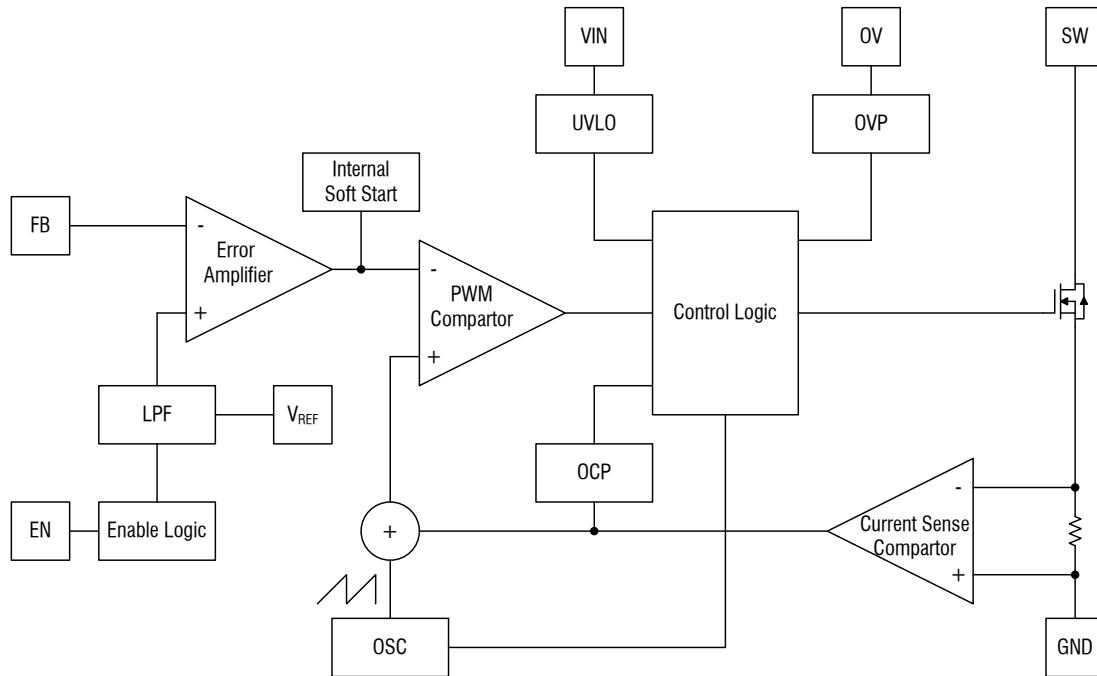 VIN
OV
SW
UVLO
OVP
Internal
Soft Start
FB
-
Error
Amplifier
+
-
PWM
Compartor
+
Control Logic
LPF
VREF
OCP
EN
Enable Logic
+
-
Current Sense
Compartor
+
OSC
GND